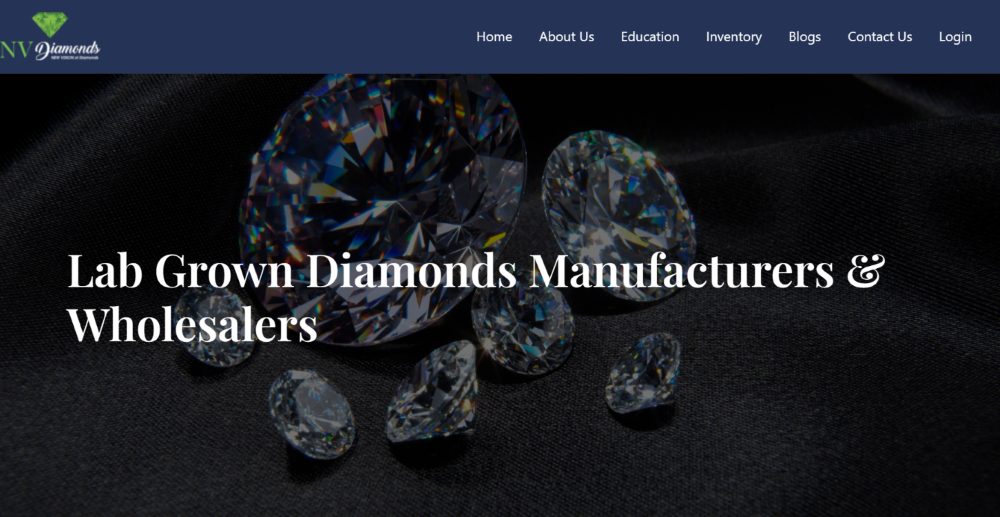 NV Diamonds
NEW VISION of Diamonds
Home About Us Education Inventory Blogs Contact Us Login
Lab Grown Diamonds Manufacturers &
Wholesalers